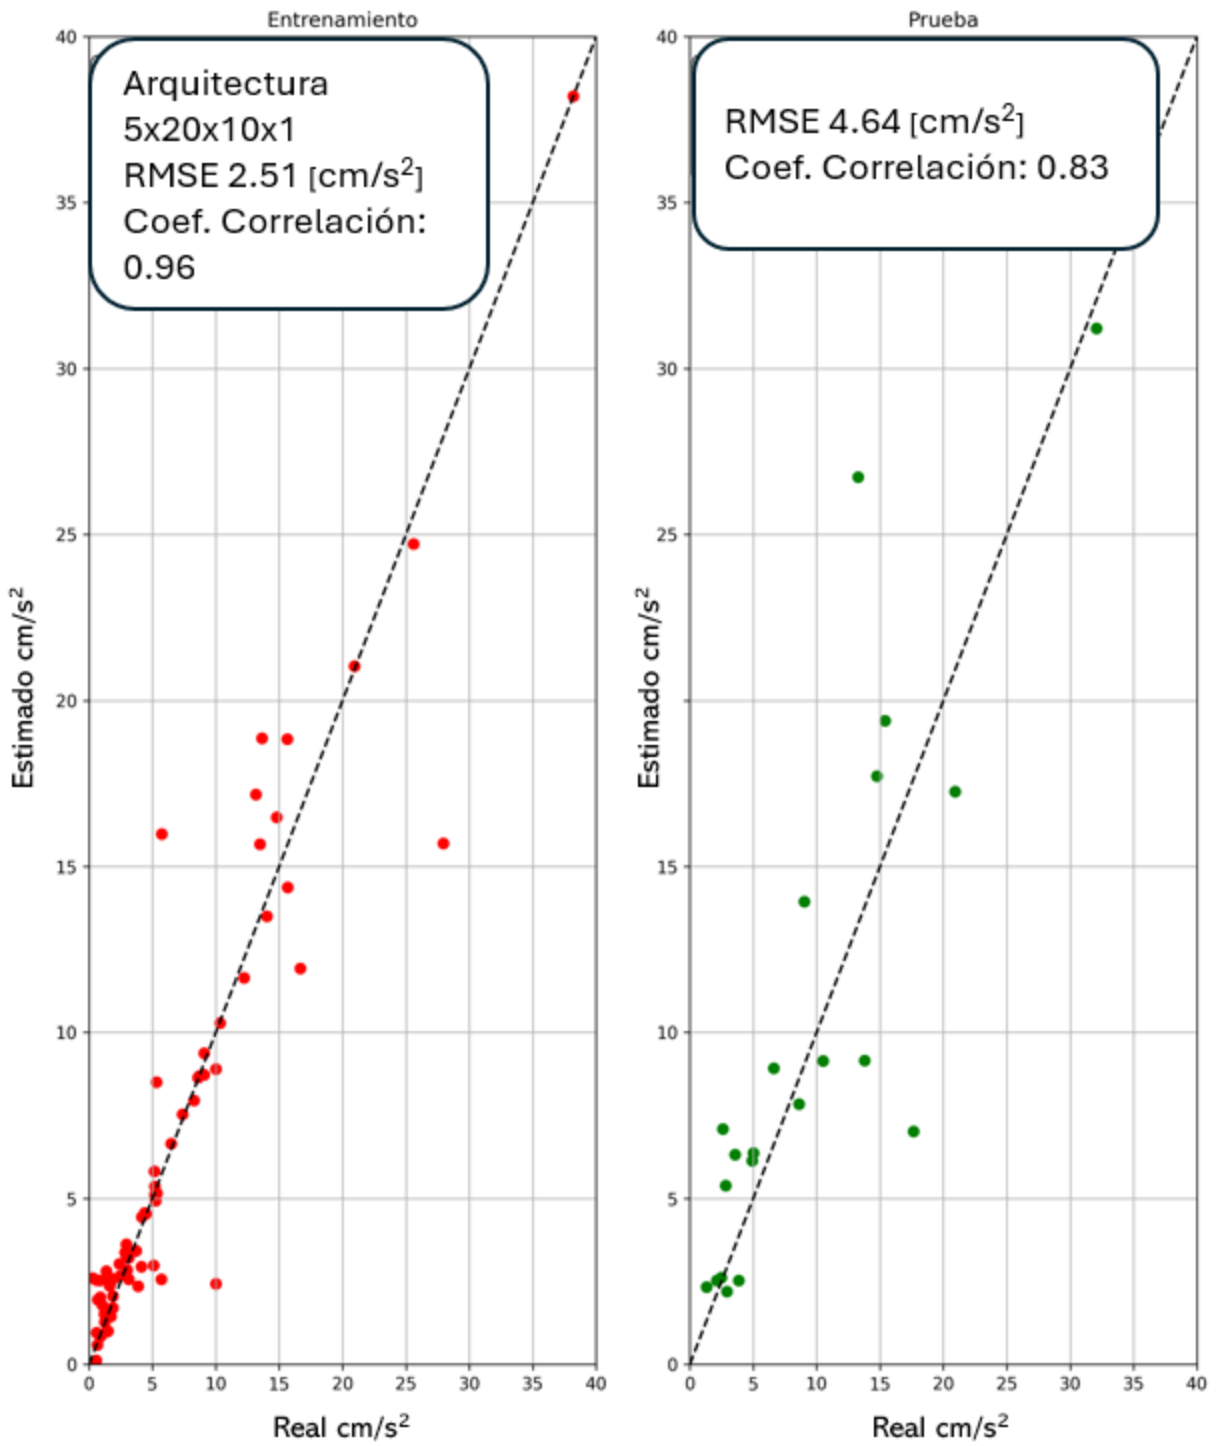 Entrenamiento
Arquitectura
5x20x10x1
RMSE 2.51 [cm/s²]
Coef. Correlación:
0.96
40
35
30
25
20
15
10
5
0
Estimado cm/s²
0 5 10 15 20 25 30 35 40
Real cm/s²
Prueba
RMSE 4.64 [cm/s²]
Coef. Correlación: 0.83
40
35
30
25
20
15
10
5
0
Estimado cm/s²
0 5 10 15 20 25 30 35 40
Real cm/s²